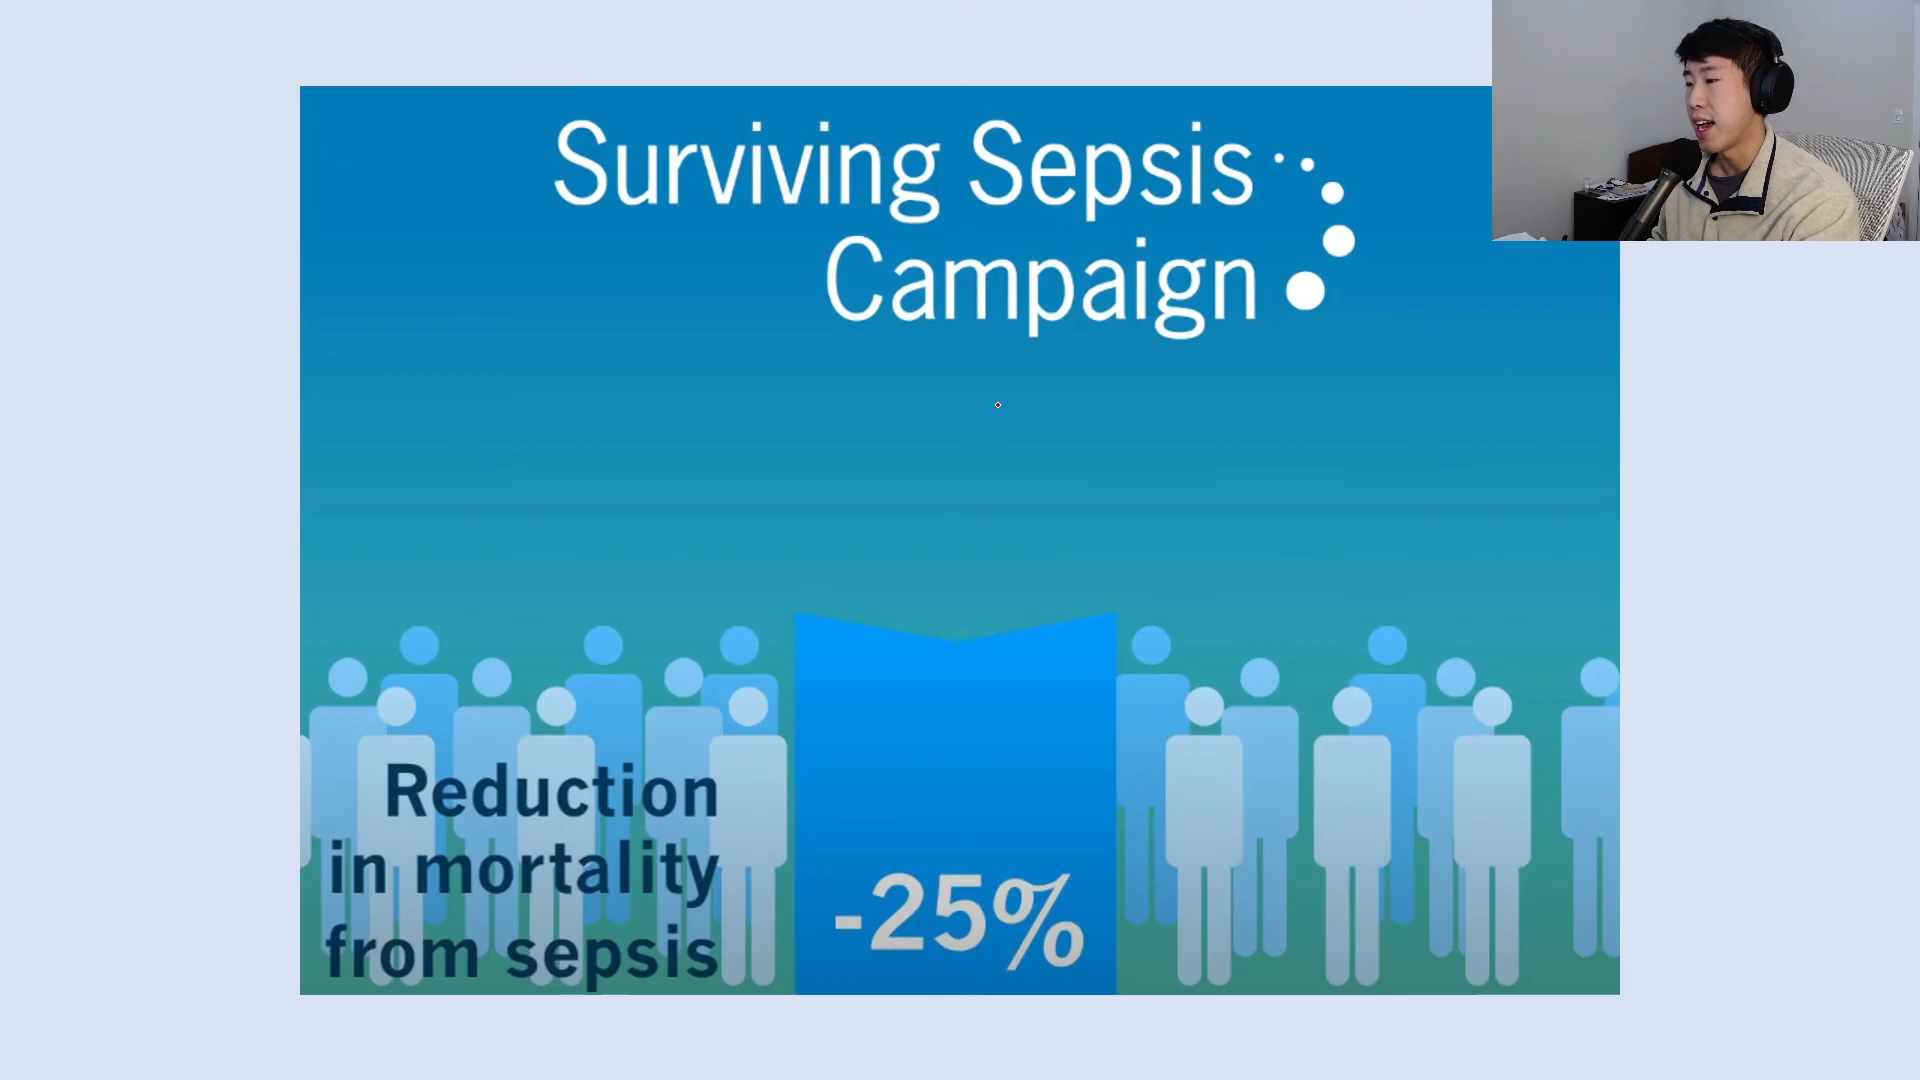 Surviving Sepsis
Campaign
Reduction
in mortality
from sepsis
-25%